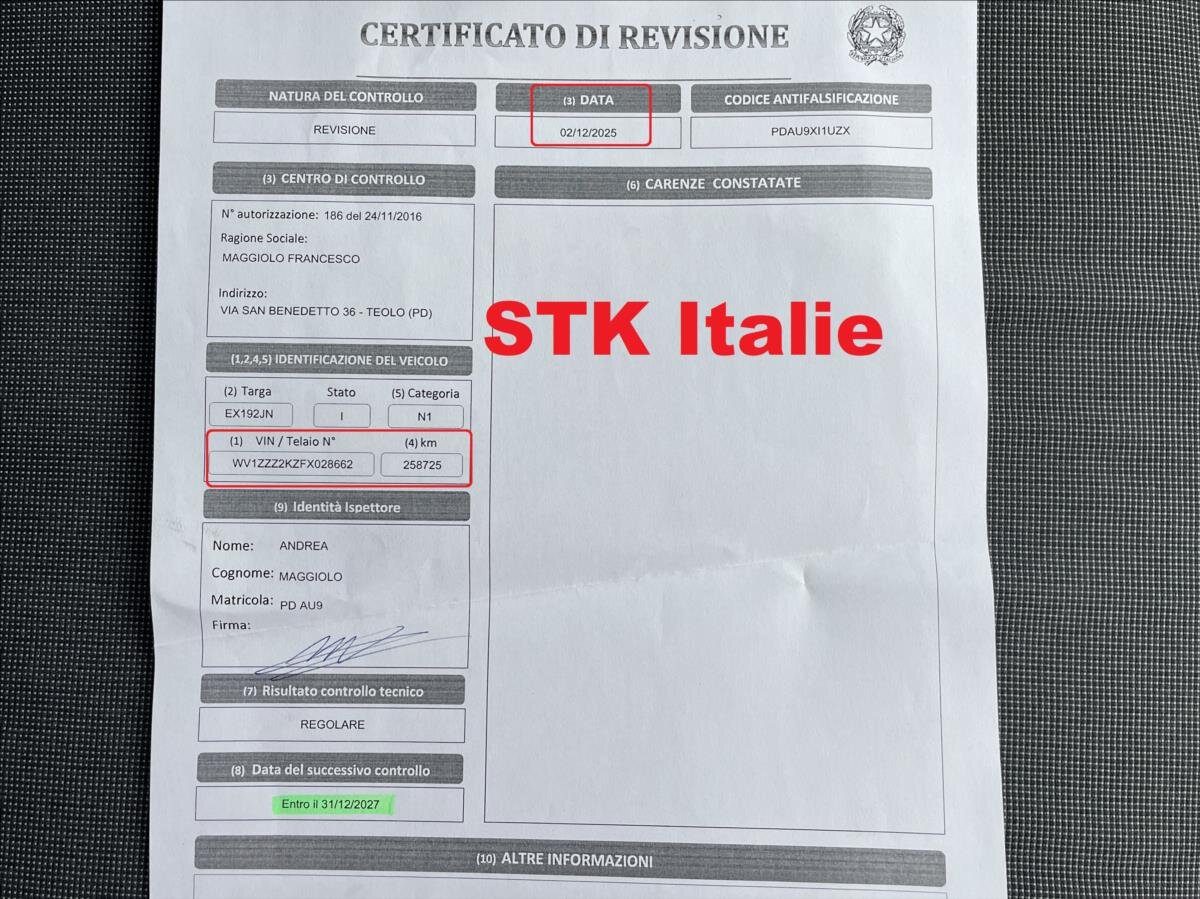 CERTIFICATO DI REVISIONE
NATURA DEL CONTROLLO
REVISIONE
(3) DATA
02/12/2025
CODICE ANTIFALSIFICAZIONE
PDAU9XI1UZX
(3) CENTRO DI CONTROLLO
N° autorizzazione: 186 del 24/11/2016
Ragione Sociale:
MAGGIOLO FRANCESCO
Indirizzo:
VIA SAN BENEDETTO 36 - TEOLO (PD)
(6) CARENZE CONSTATATE
STK Italie
(1,2,4,5) IDENTIFICAZIONE DEL VEICOLO
(2) Targa Stato (5) Categoria
EX192JN I N1
(1) VIN / Telaio N° (4) km
WV1ZZZ2KZFX028662 258725
(9) Identità Ispettore
Nome: ANDREA
Cognome: MAGGIOLO
Matricola: PD AU9
Firma:
(7) Risultato controllo tecnico
REGOLARE
(8) Data del successivo controllo
Entro il 31/12/2027
(10) ALTRE INFORMAZIONI